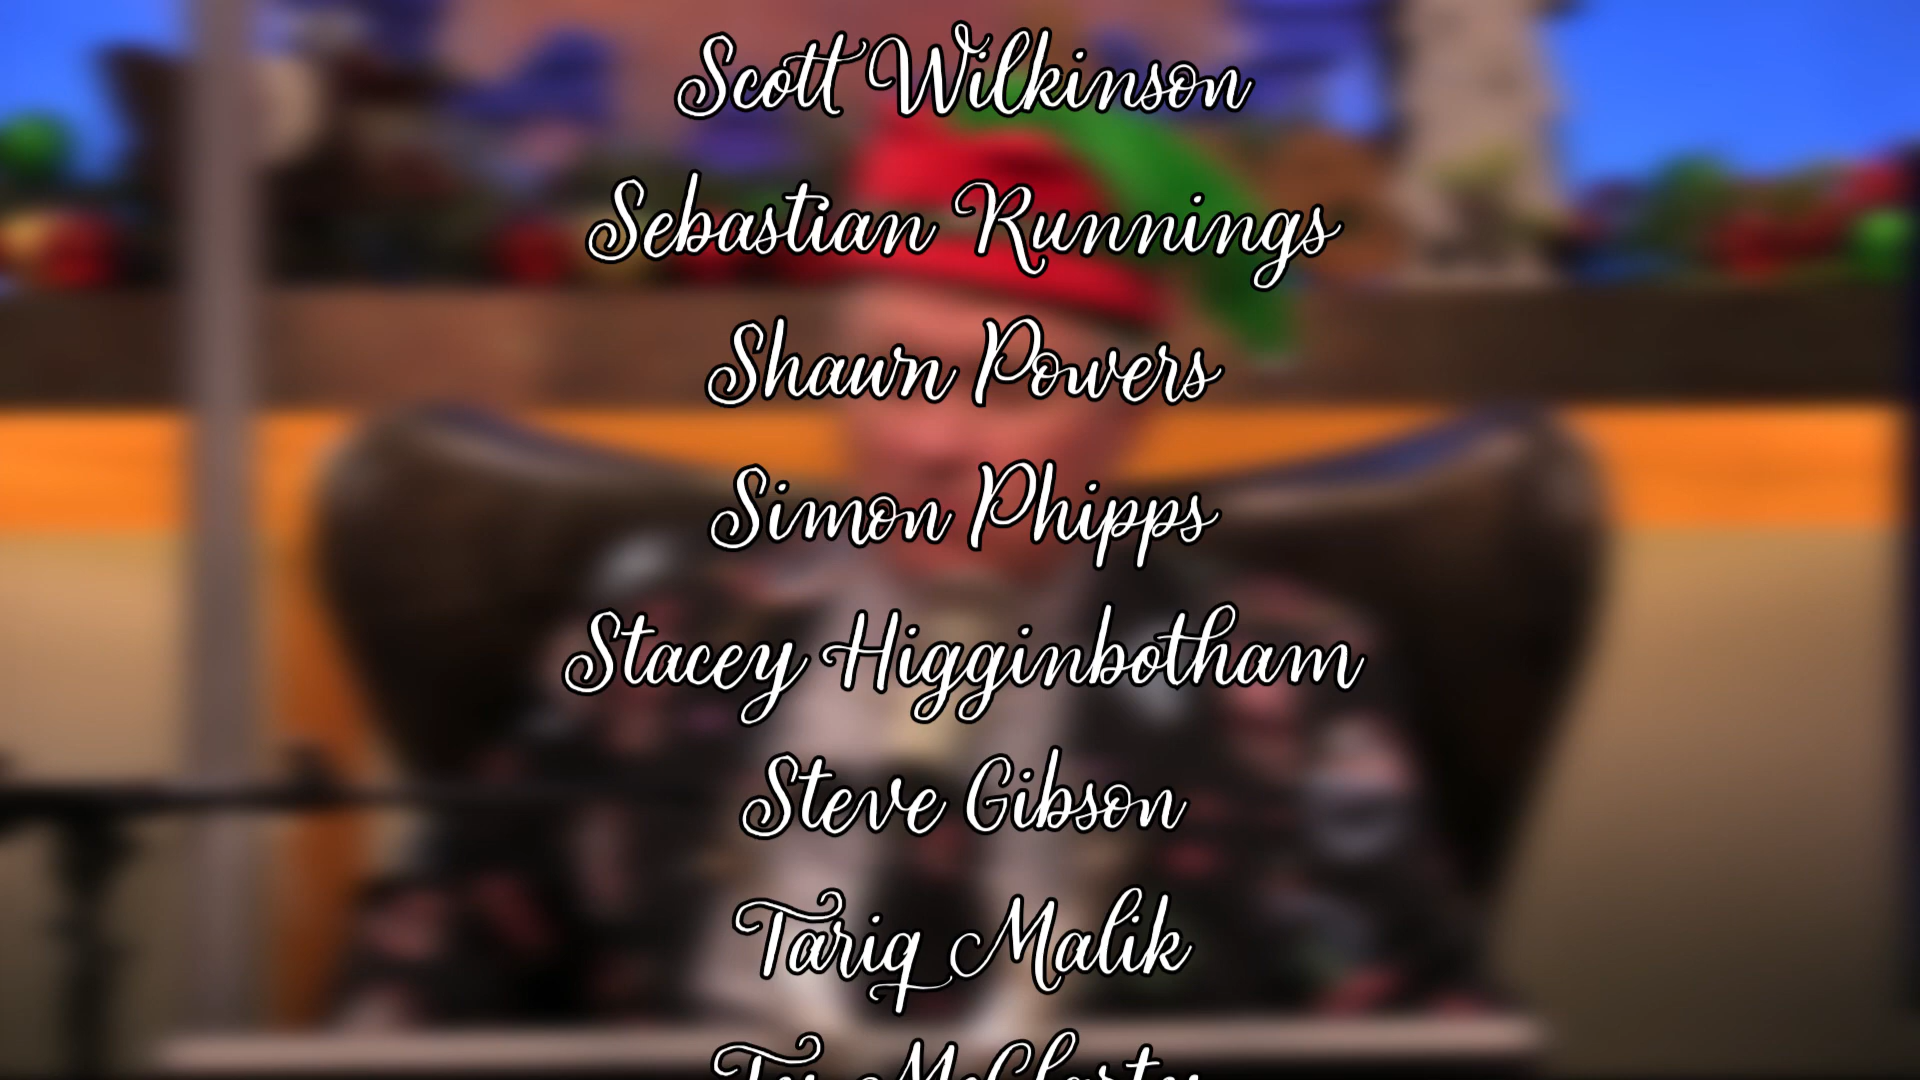 Scott Wilkinson
Sebastian Runnings
Shawn Powers
Simon Phipps
Stacey Higginbotham
Steve Gibson
Tariq Malik